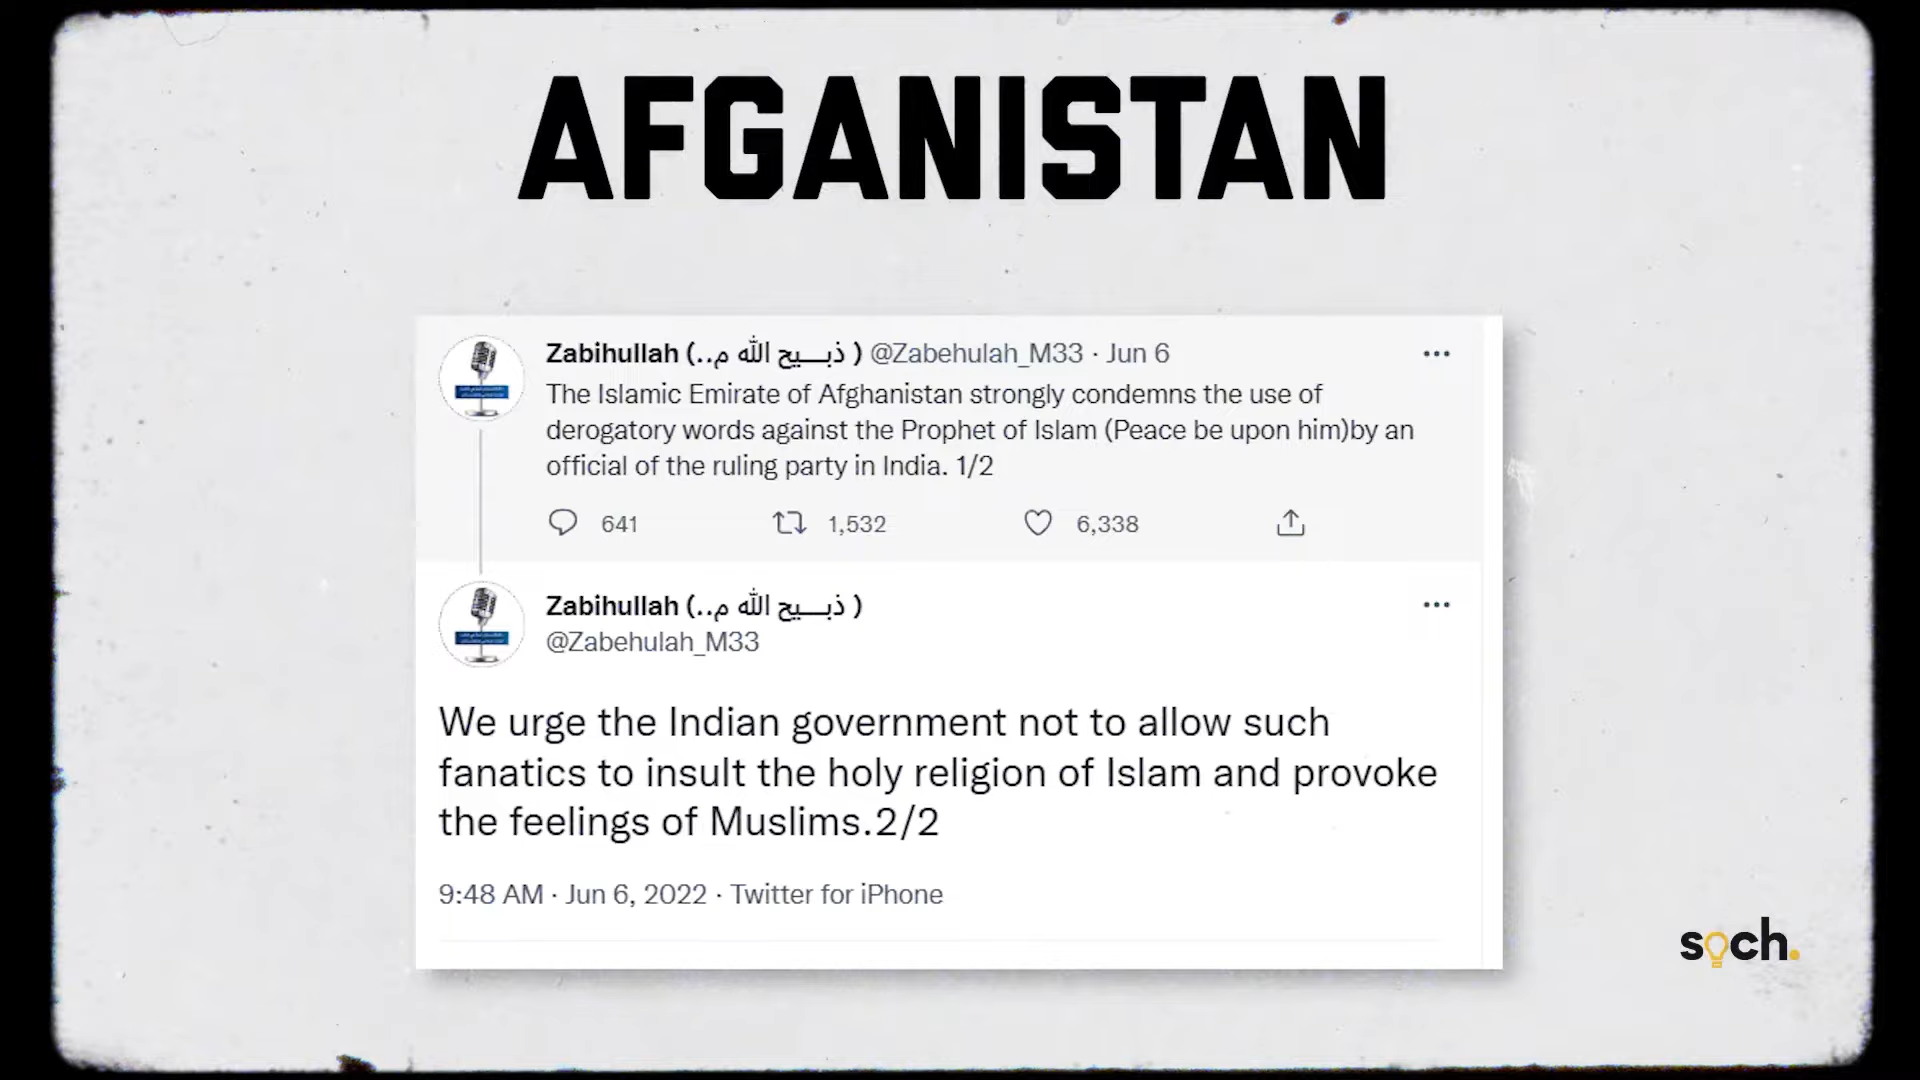 AFGANISTAN
Zabihullah (..ذبـــیح الله م ) @Zabehulah_M33 · Jun 6
The Islamic Emirate of Afghanistan strongly condemns the use of
derogatory words against the Prophet of Islam (Peace be upon him)by an
official of the ruling party in India. 1/2
641 1,532 6,338
Zabihullah (..ذبـــیح الله م )
@Zabehulah_M33
We urge the Indian government not to allow such
fanatics to insult the holy religion of Islam and provoke
the feelings of Muslims.2/2
9:48 AM · Jun 6, 2022 · Twitter for iPhone
soch.